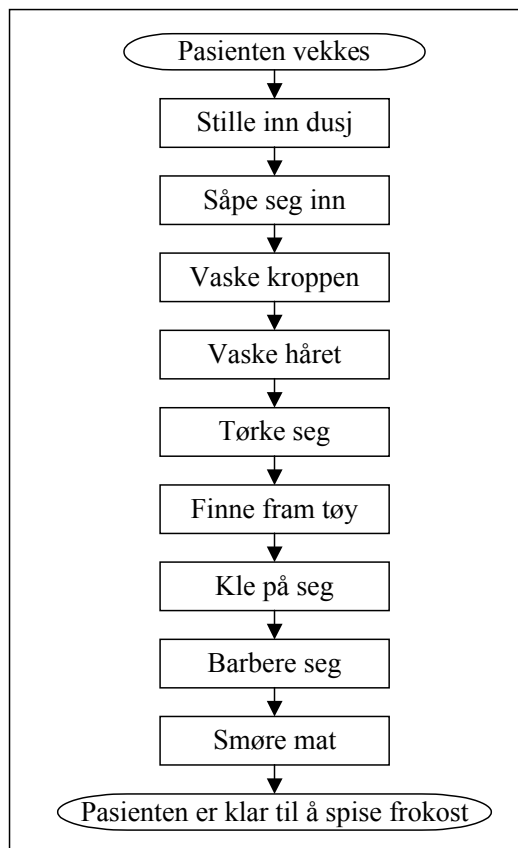 Pasienten vekkes
Stille inn dusj
Såpe seg inn
Vaske kroppen
Vaske håret
Tørke seg
Finne fram tøy
Kle på seg
Barbere seg
Smøre mat
Pasienten er klar til å spise frokost